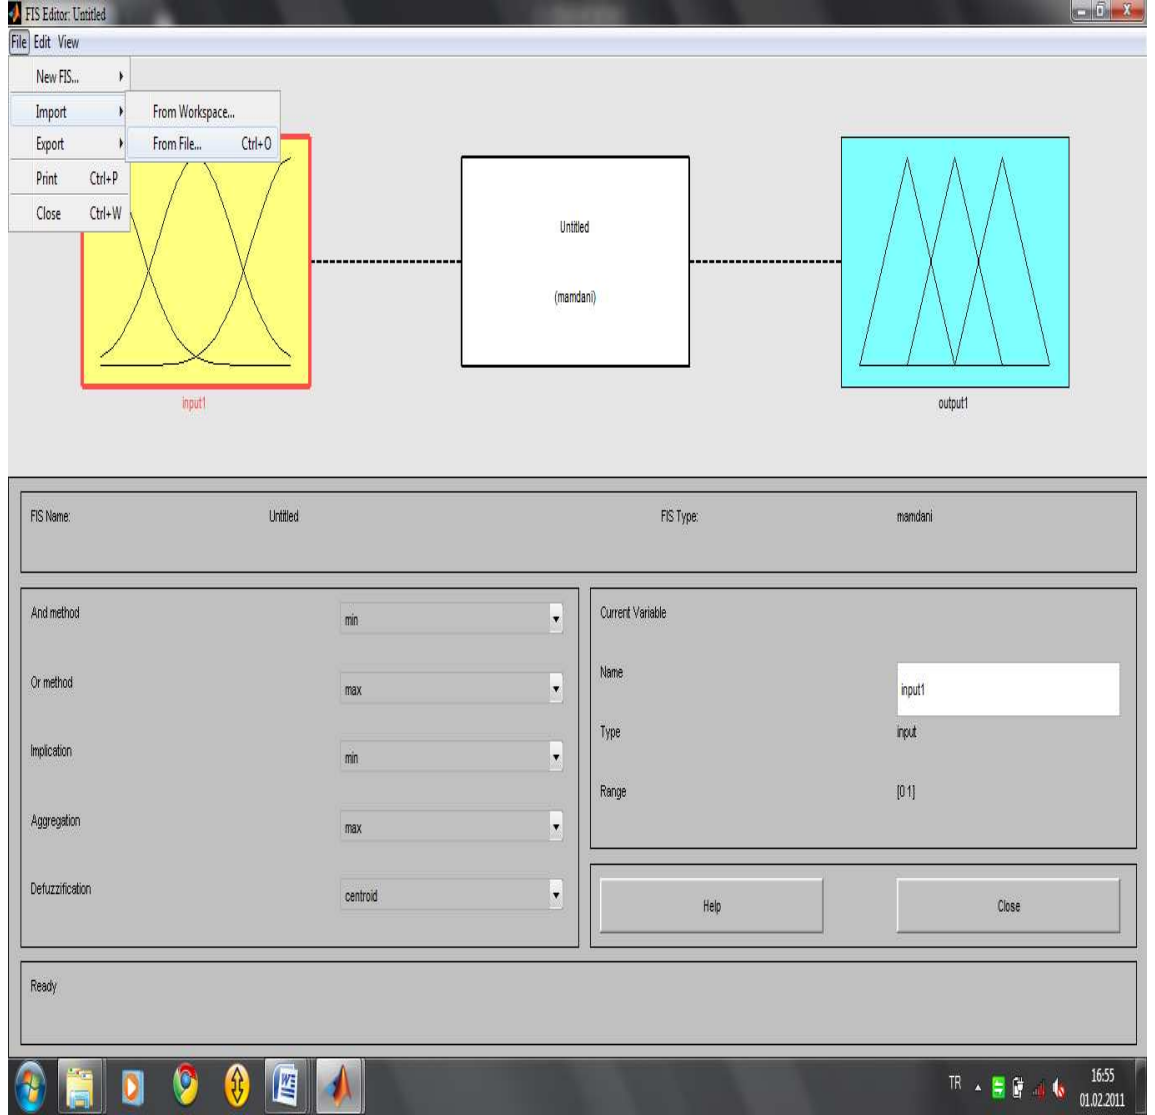 FIS Editor: Untitled
File Edit View
New FIS...
Import
Export
Print Ctrl+P
Close Ctrl+W
From Workspace...
From File... Ctrl+O
Untitled
(mamdani)
input1
output1
FIS Name: Untitled FIS Type: mamdani
And method min
Or method max
Implication min
Aggregation max
Defuzzification centroid
Current Variable
Name input1
Type input
Range [0 1]
Help Close
Ready
TR 16:55
01.02.2011